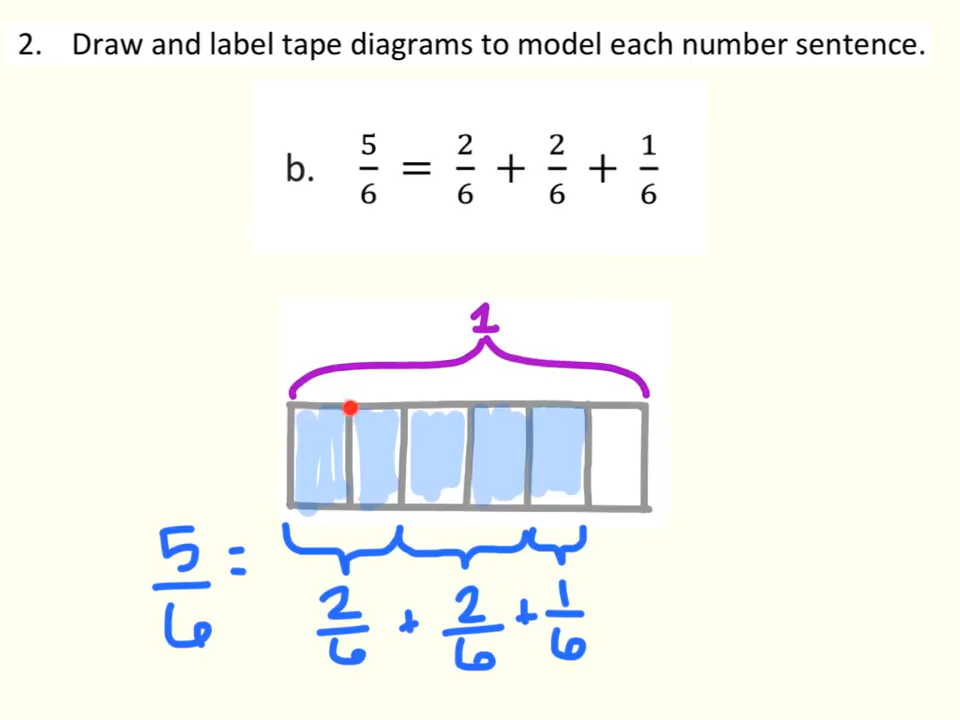 2. Draw and label tape diagrams to model each number sentence.
b. 5/6 = 2/6 + 2/6 + 1/6
1
5/6 = 2/6 + 2/6 + 1/6